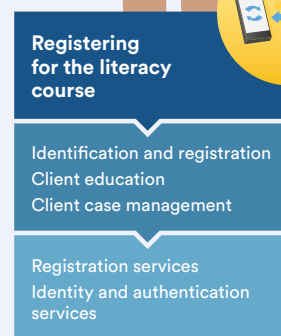 Registering
for the literacy
course
Identification and registration
Client education
Client case management
Registration services
Identity and authentication
services